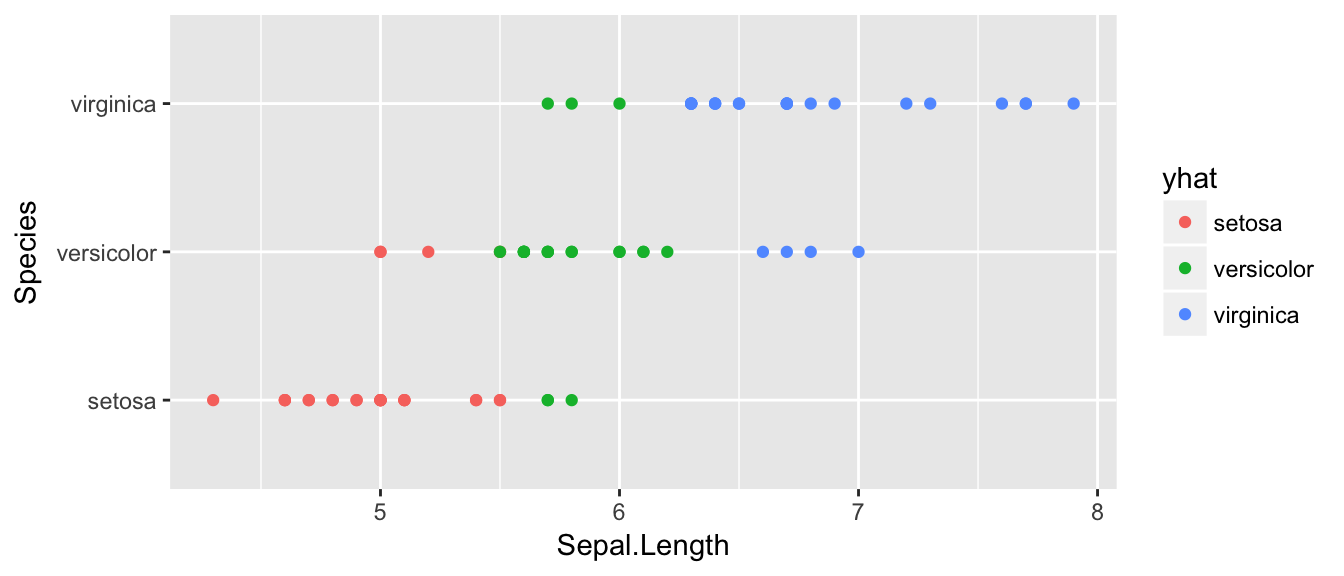 virginica
versicolor
setosa
Species
5 6 7 8
Sepal.Length
yhat
setosa
versicolor
virginica